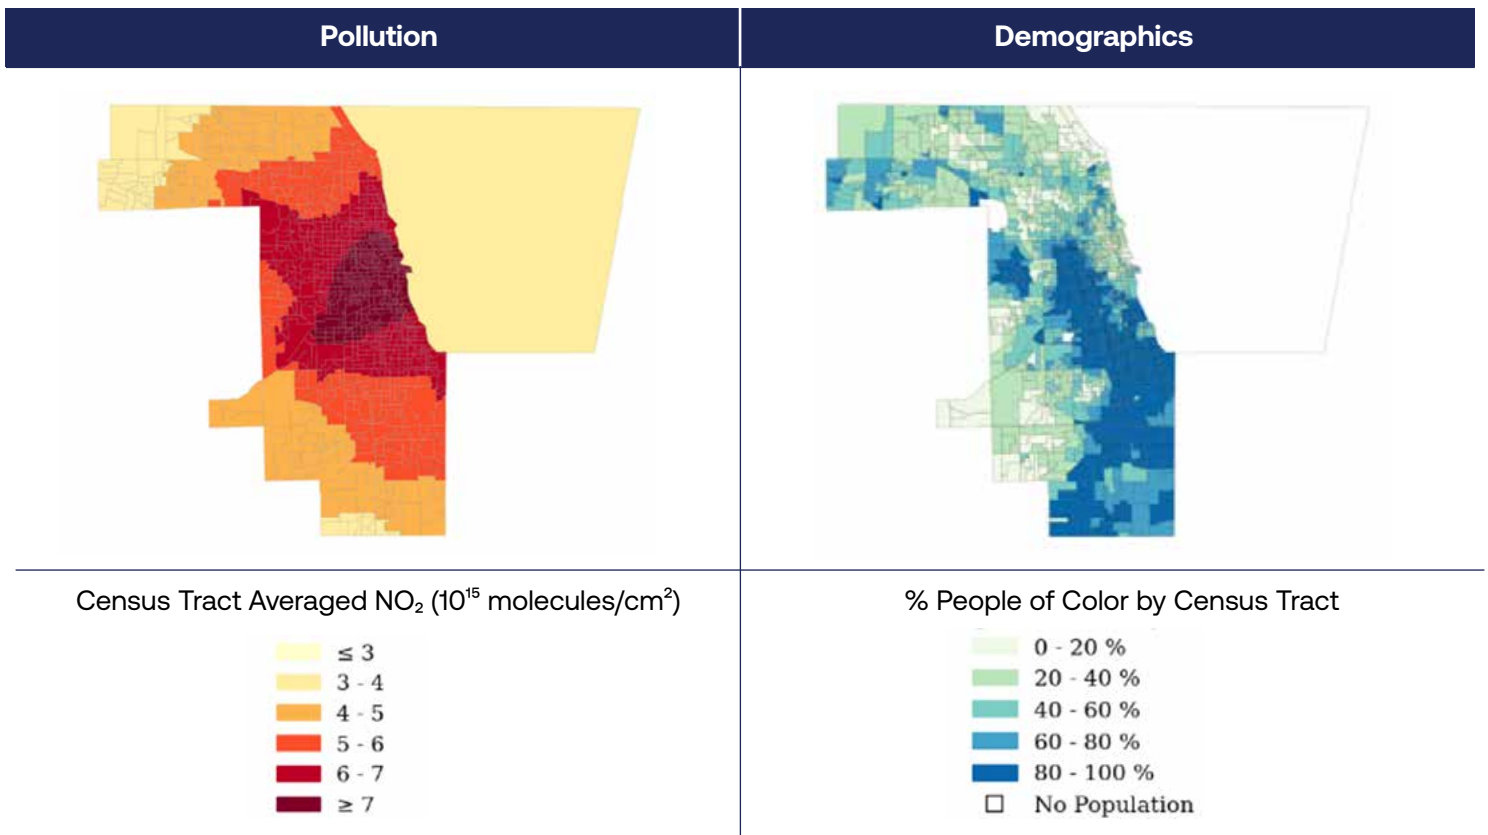 Pollution
Demographics
Census Tract Averaged NO₂ (10¹⁵ molecules/cm²)
≤ 3
3 - 4
4 - 5
5 - 6
6 - 7
≥ 7
% People of Color by Census Tract
0 - 20 %
20 - 40 %
40 - 60 %
60 - 80 %
80 - 100 %
No Population